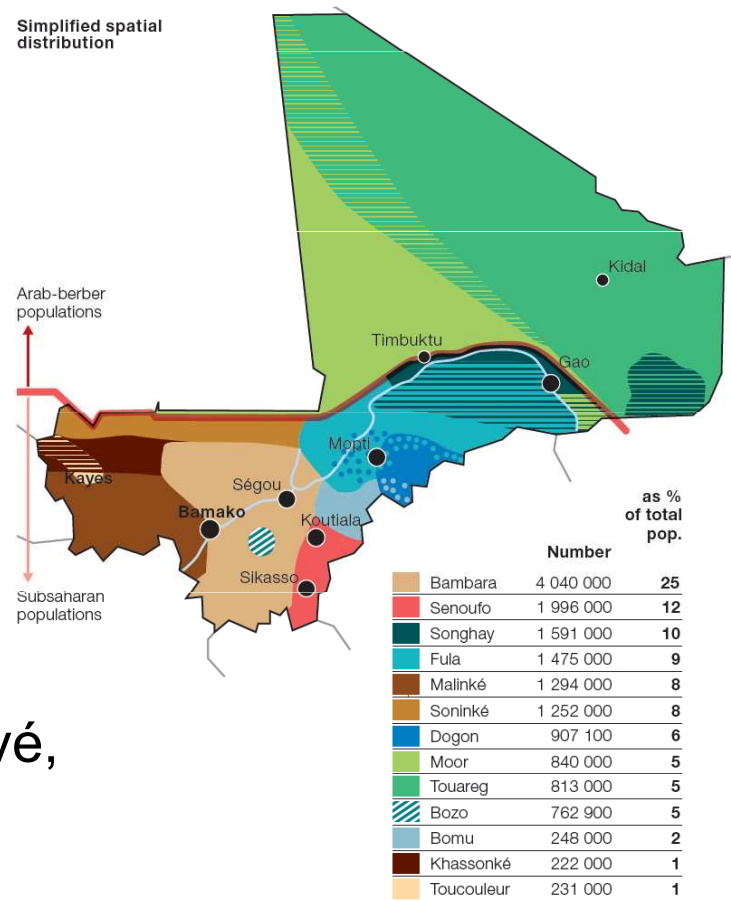 Simplified spatial
distribution
Kidal
Arab-berber
populations
Timbuktu
Gao
Mopti
Kayes
Ségou
Bamako
Koutiala
Sikasso
Subsaharan
populations
as %
of total
pop.
Number
Bambara 4 040 000 25
Senoufo 1 996 000 12
Songhay 1 591 000 10
Fula 1 475 000 9
Malinké 1 294 000 8
Soninké 1 252 000 8
Dogon 907 100 6
Moor 840 000 5
Touareg 813 000 5
Bozo 762 900 5
Bomu 248 000 2
Khassonké 222 000 1
Toucouleur 231 000 1